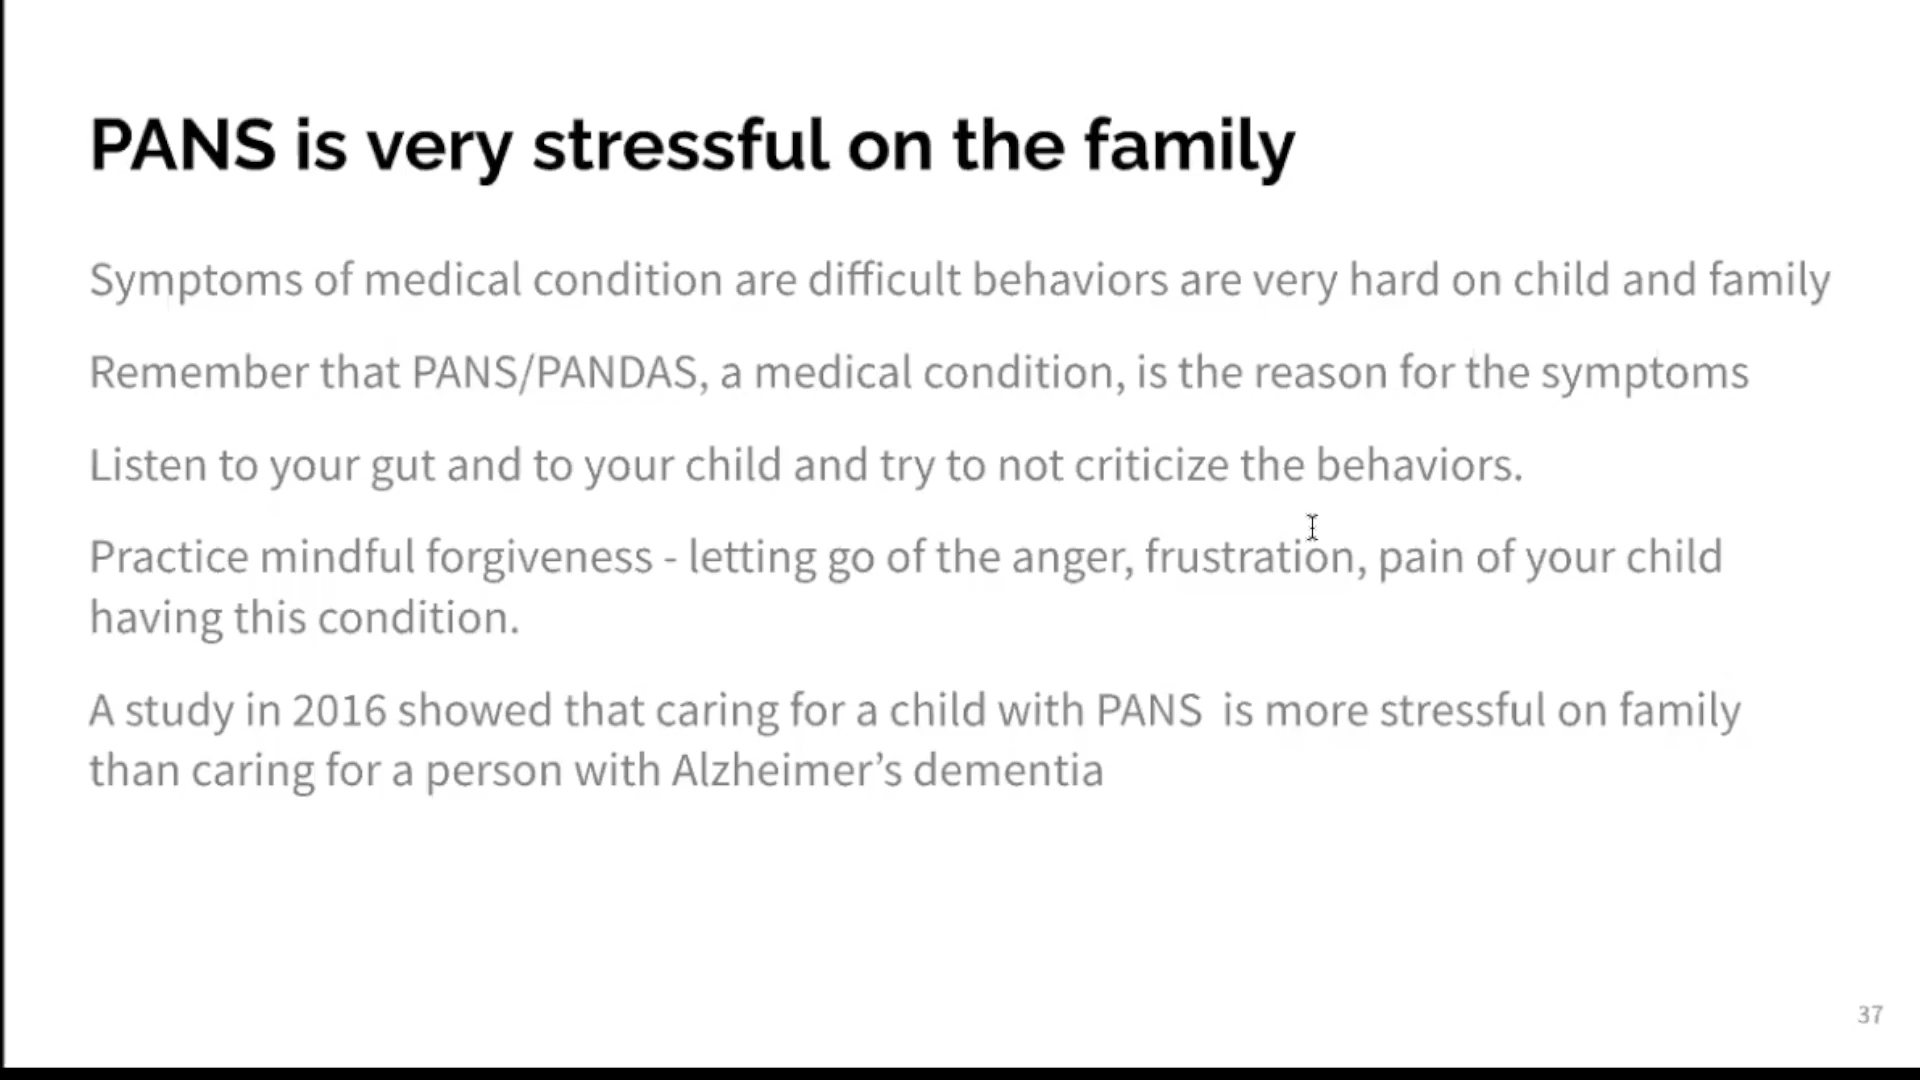 PANS is very stressful on the family
Symptoms of medical condition are difficult behaviors are very hard on child and family
Remember that PANS/PANDAS, a medical condition, is the reason for the symptoms
Listen to your gut and to your child and try to not criticize the behaviors.
Practice mindful forgiveness - letting go of the anger, frustration, pain of your child
having this condition.
A study in 2016 showed that caring for a child with PANS  is more stressful on family
than caring for a person with Alzheimer’s dementia
37